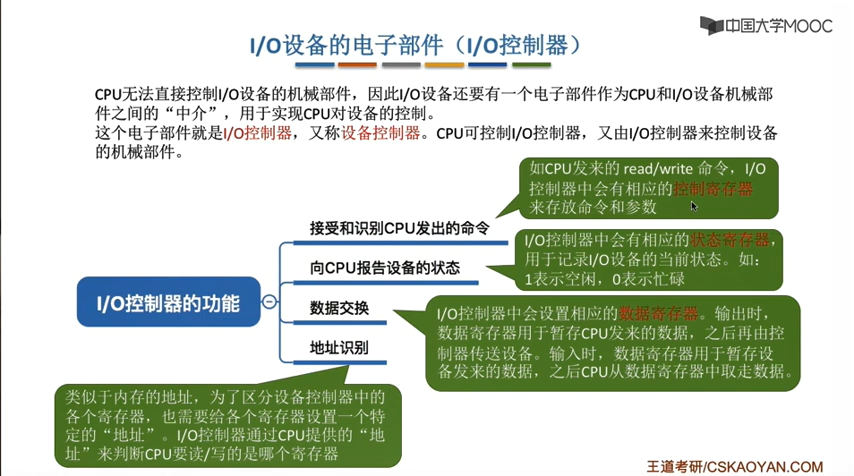 中国大学MOOC
I/O设备的电子部件（I/O控制器）
CPU无法直接控制I/O设备的机械部件，因此I/O设备还要有一个电子部件作为CPU和I/O设备机械部
件之间的“中介”，用于实现CPU对设备的控制。
这个电子部件就是I/O控制器，又称设备控制器。CPU可控制I/O控制器，又由I/O控制器来控制设备
的机械部件。
如CPU发来的 read/write 命令，I/O
控制器中会有相应的控制寄存器
来存放命令和参数
接受和识别CPU发出的命令
I/O控制器中会有相应的状态寄存器，
用于记录I/O设备的当前状态。如：
1表示空闲，0表示忙碌
向CPU报告设备的状态
I/O控制器的功能
数据交换
I/O控制器中会设置相应的数据寄存器。输出时，
数据寄存器用于暂存CPU发来的数据，之后再由控
制器传送设备。输入时，数据寄存器用于暂存设
备发来的数据，之后CPU从数据寄存器中取走数据。
地址识别
类似于内存的地址，为了区分设备控制器中的
各个寄存器，也需要给各个寄存器设置一个特
定的“地址”。I/O控制器通过CPU提供的“地
址”来判断CPU要读/写的是哪个寄存器
王道考研/CSKAOYAN.COM